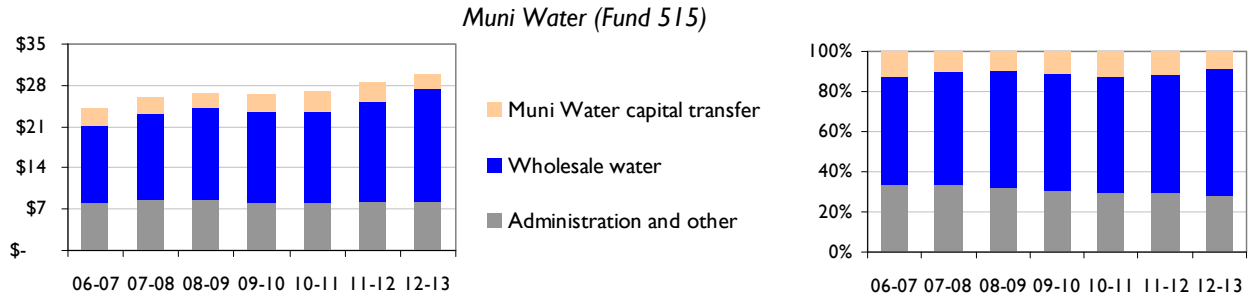 Muni Water (Fund 515)
$35
$28
$21
$14
$7
$-
06-07 07-08 08-09 09-10 10-11 11-12 12-13
Muni Water capital transfer
Wholesale water
Administration and other
100%
80%
60%
40%
20%
0%
06-07 07-08 08-09 09-10 10-11 11-12 12-13